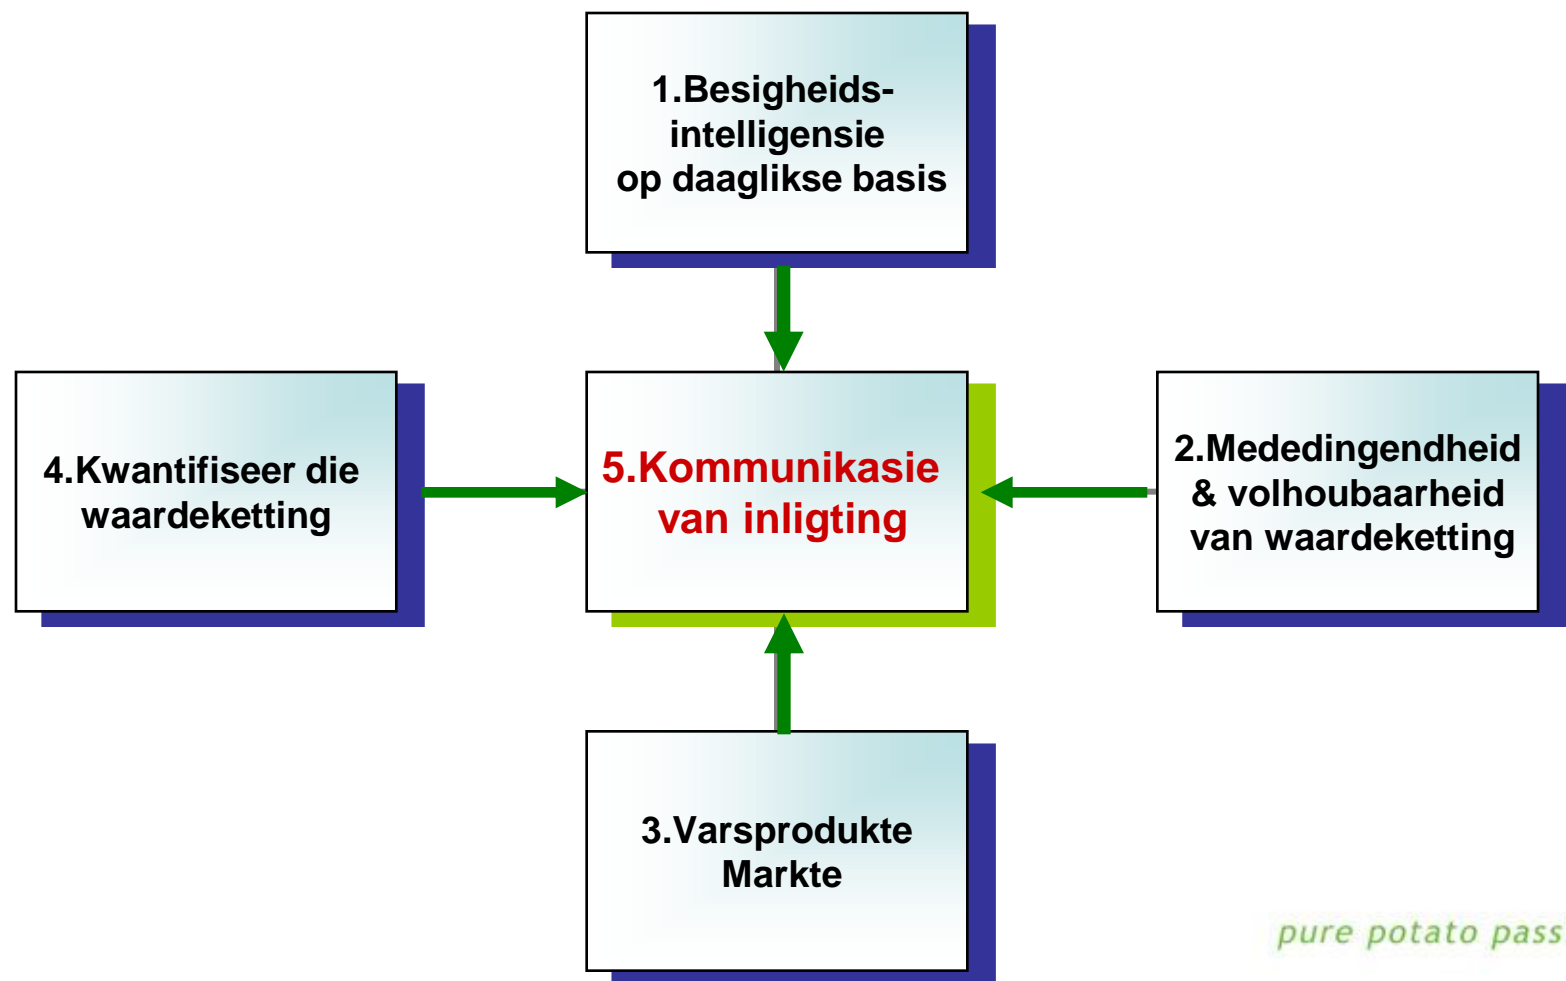 1.Besigheids-
intelligensie
op daaglikse basis
4.Kwantifiseer die
waardeketting
5.Kommunikasie
van inligting
2.Mededingendheid
& volhoubaarheid
van waardeketting
3.Varsprodukte
Markte
pure potato pass